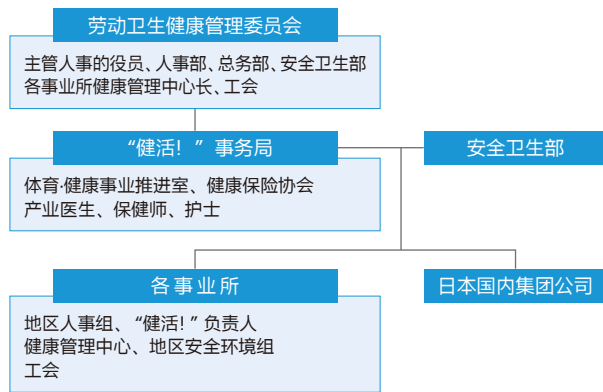 劳动卫生健康管理委员会
主管人事的役员、人事部、总务部、安全卫生部
各事业所健康管理中心长、工会
“健活！”事务局
安全卫生部
体育·健康事业推进室、健康保险协会
产业医生、保健师、护士
各事业所
日本国内集团公司
地区人事组、“健活！”负责人
健康管理中心、地区安全环境组
工会